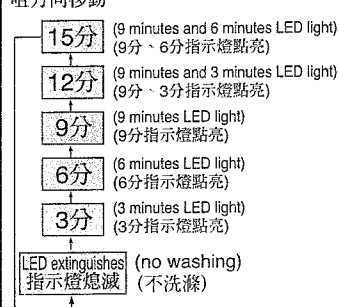 咀方向移動
15分 (9 minutes and 6 minutes LED light)
(9分、6分指示燈點亮)
12分 (9 minutes and 3 minutes LED light)
(9分、3分指示燈點亮)
9分 (9 minutes LED light)
(9分指示燈點亮)
6分 (6 minutes LED light)
(6分指示燈點亮)
3分 (3 minutes LED light)
(3分指示燈點亮)
LED extinguishes (no washing)
指示燈熄滅 (不洗滌)